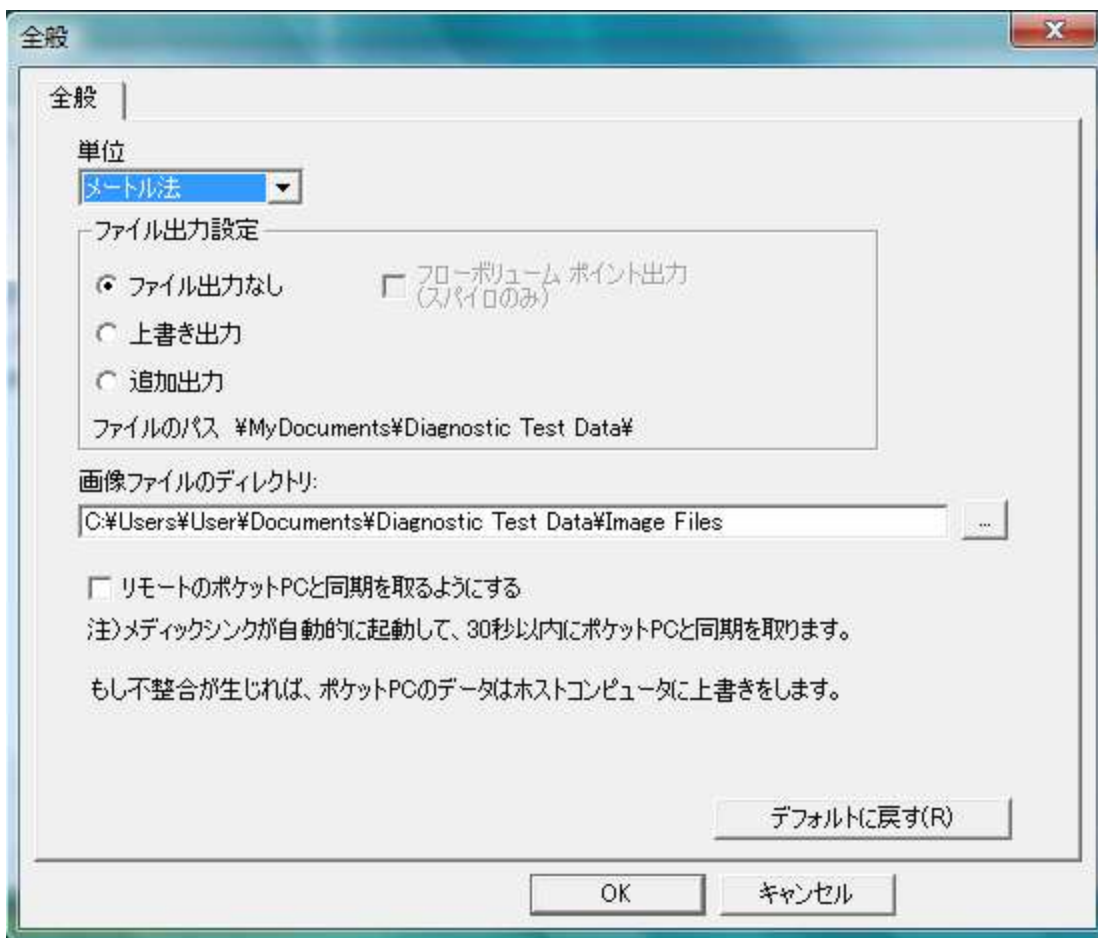 全般
全般
単位
メートル法
ファイル出力設定
ファイル出力なし
フローボリューム ポイント出力
(スパイロのみ)
上書き出力
追加出力
ファイルのパス ¥MyDocuments¥Diagnostic Test Data¥
画像ファイルのディレクトリ:
C:¥Users¥User¥Documents¥Diagnostic Test Data¥Image Files
...
リモートのポケットPCと同期を取るようにする
注)メディックシンクが自動的に起動して、30秒以内にポケットPCと同期を取ります。
もし不整合が生じれば、ポケットPCのデータはホストコンピュータに上書きをします。
デフォルトに戻す(R)
OK
キャンセル